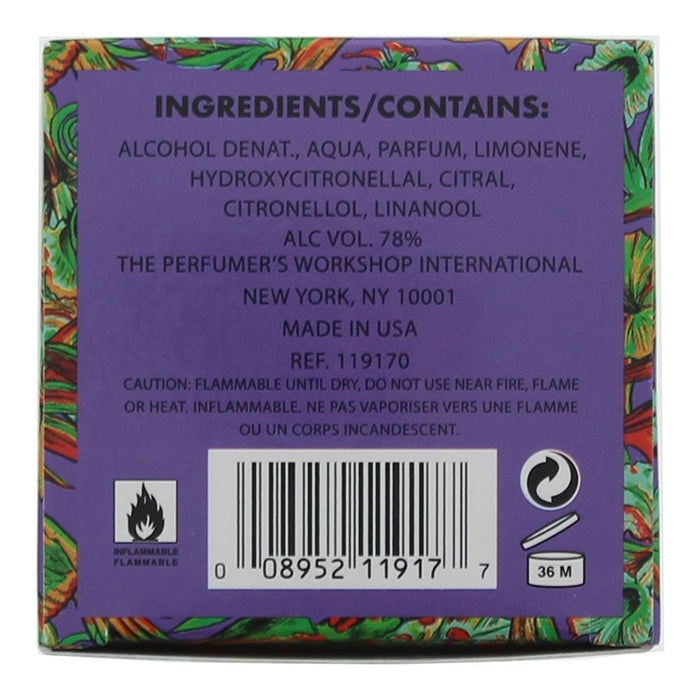 INGREDIENTS/CONTAINS:
ALCOHOL DENAT., AQUA, PARFUM, LIMONENE,
HYDROXYCITRONELLAL, CITRAL,
CITRONELLOL, LINANOOL
ALC VOL. 78%
THE PERFUMER'S WORKSHOP INTERNATIONAL
NEW YORK, NY 10001
MADE IN USA
REF. 119170
CAUTION: FLAMMABLE UNTIL DRY, DO NOT USE NEAR FIRE, FLAME
OR HEAT. INFLAMMABLE. NE PAS VAPORISER VERS UNE FLAMME
OU UN CORPS INCANDESCENT.
INFLAMMABLE
FLAMMABLE
0 08952 11917 7
36 M